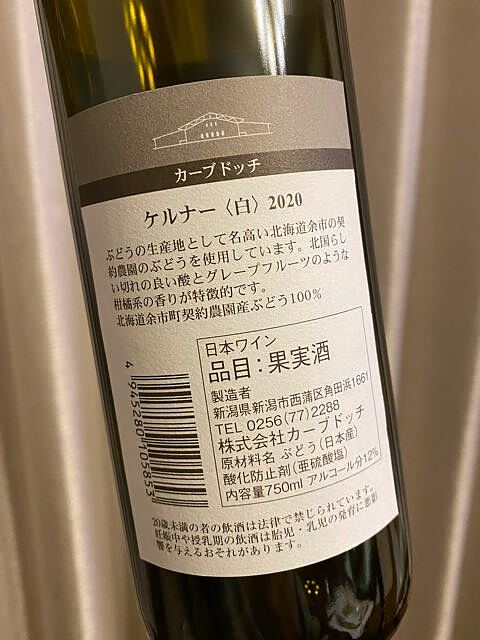 カーブドッチ
ケルナー〈白〉2020
ぶどうの生産地として名高い北海道余市の契
約農園のぶどうを使用しています。北国らし
い切れの良い酸とグレープフルーツのような
柑橘系の香りが特徴的です。
北海道余市町契約農園産ぶどう100%
日本ワイン
品目：果実酒
製造者
新潟県新潟市西蒲区角田浜1661
TEL 0256(77)2288
株式会社カーブドッチ
原材料名 ぶどう(日本産)
酸化防止剤(亜硫酸塩)
内容量750ml アルコール分12%
4 945280 105853
20歳未満の者の飲酒は法律で禁じられています。
妊娠中や授乳期の飲酒は胎児・乳児の発育に悪影
響を与えるおそれがあります。